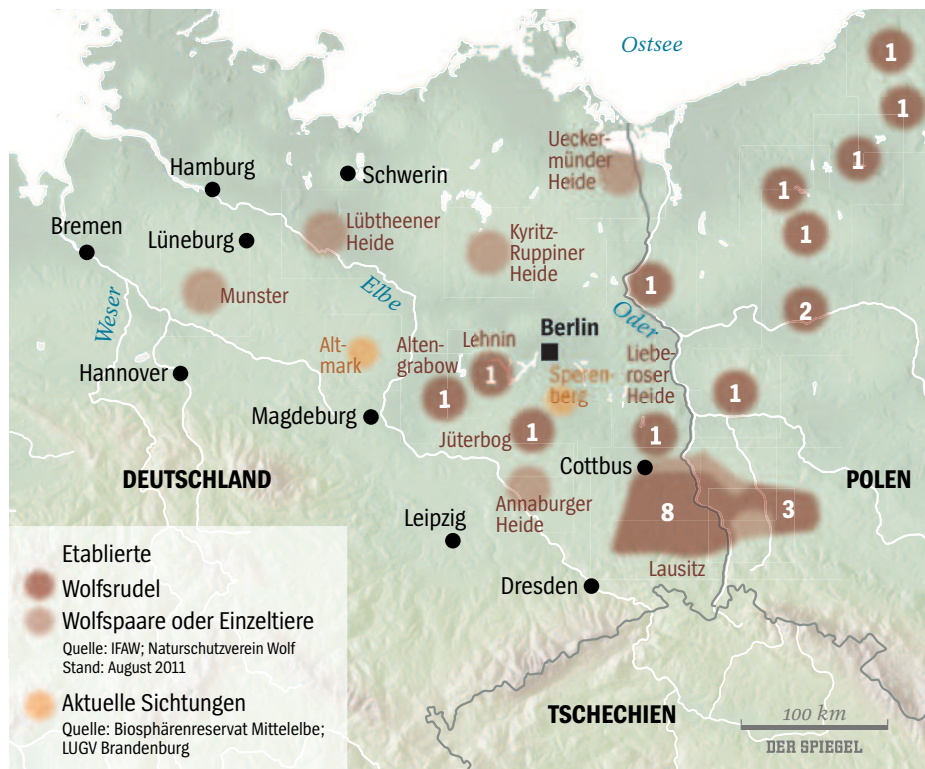 Ostsee
1
1
Uecker-
münder
Heide
1
Hamburg
Schwerin
1
Bremen
Lüneburg
Lübtheener
Heide
Kyritz-
Ruppiner
Heide
1
Weser
Munster
Elbe
1
Oder
2
Berlin
Alt-
mark
Alten-
grabow
Lehnin
Liebe-
roser
Heide
Hannover
1
Speren-
berg
1
1
Magdeburg
Jüterbog
1
1
Cottbus
DEUTSCHLAND
POLEN
Annaburger
Heide
8
3
Leipzig
Lausitz
Dresden
Etablierte
Wolfsrudel
Wolfspaare oder Einzeltiere
Quelle: IFAW; Naturschutzverein Wolf
Stand: August 2011
Aktuelle Sichtungen
Quelle: Biosphärenreservat Mittelelbe;
LUGV Brandenburg
TSCHECHIEN
100 km
DER SPIEGEL